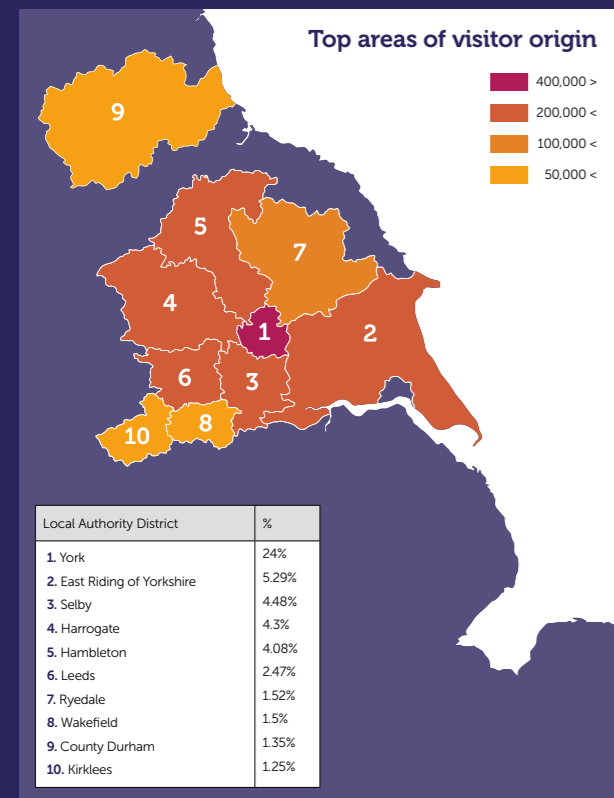 Top areas of visitor origin
400,000 >
200,000 <
100,000 <
50,000 <
9
5
7
4
1
2
6
3
8
10
Local Authority District %
1. York 24%
2. East Riding of Yorkshire 5.29%
3. Selby 4.48%
4. Harrogate 4.3%
5. Hambleton 4.08%
6. Leeds 2.47%
7. Ryedale 1.52%
8. Wakefield 1.5%
9. County Durham 1.35%
10. Kirklees 1.25%